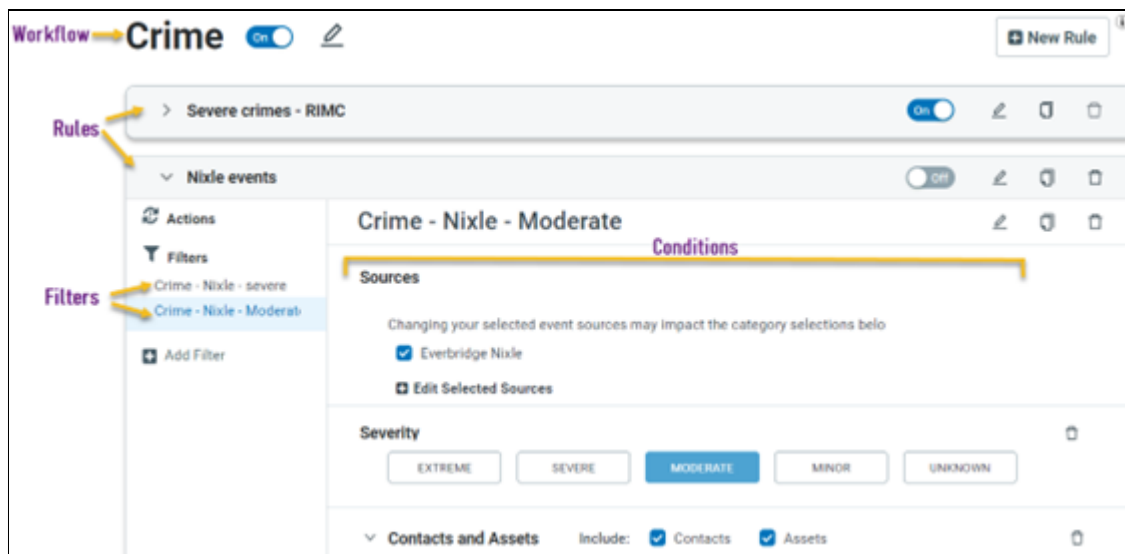 Workflow Crime On New Rule
Rules
Severe crimes - RIMC On
Nixle events Off
Actions
Crime - Nixle - Moderate
Conditions
Filters
Sources
Filters
Crime - Nixle - severe
Crime - Nixle - Moderat
Changing your selected event sources may impact the category selections belo
Everbridge Nixle
Add Filter
Edit Selected Sources
Severity
EXTREME SEVERE MODERATE MINOR UNKNOWN
Contacts and Assets Include: Contacts Assets